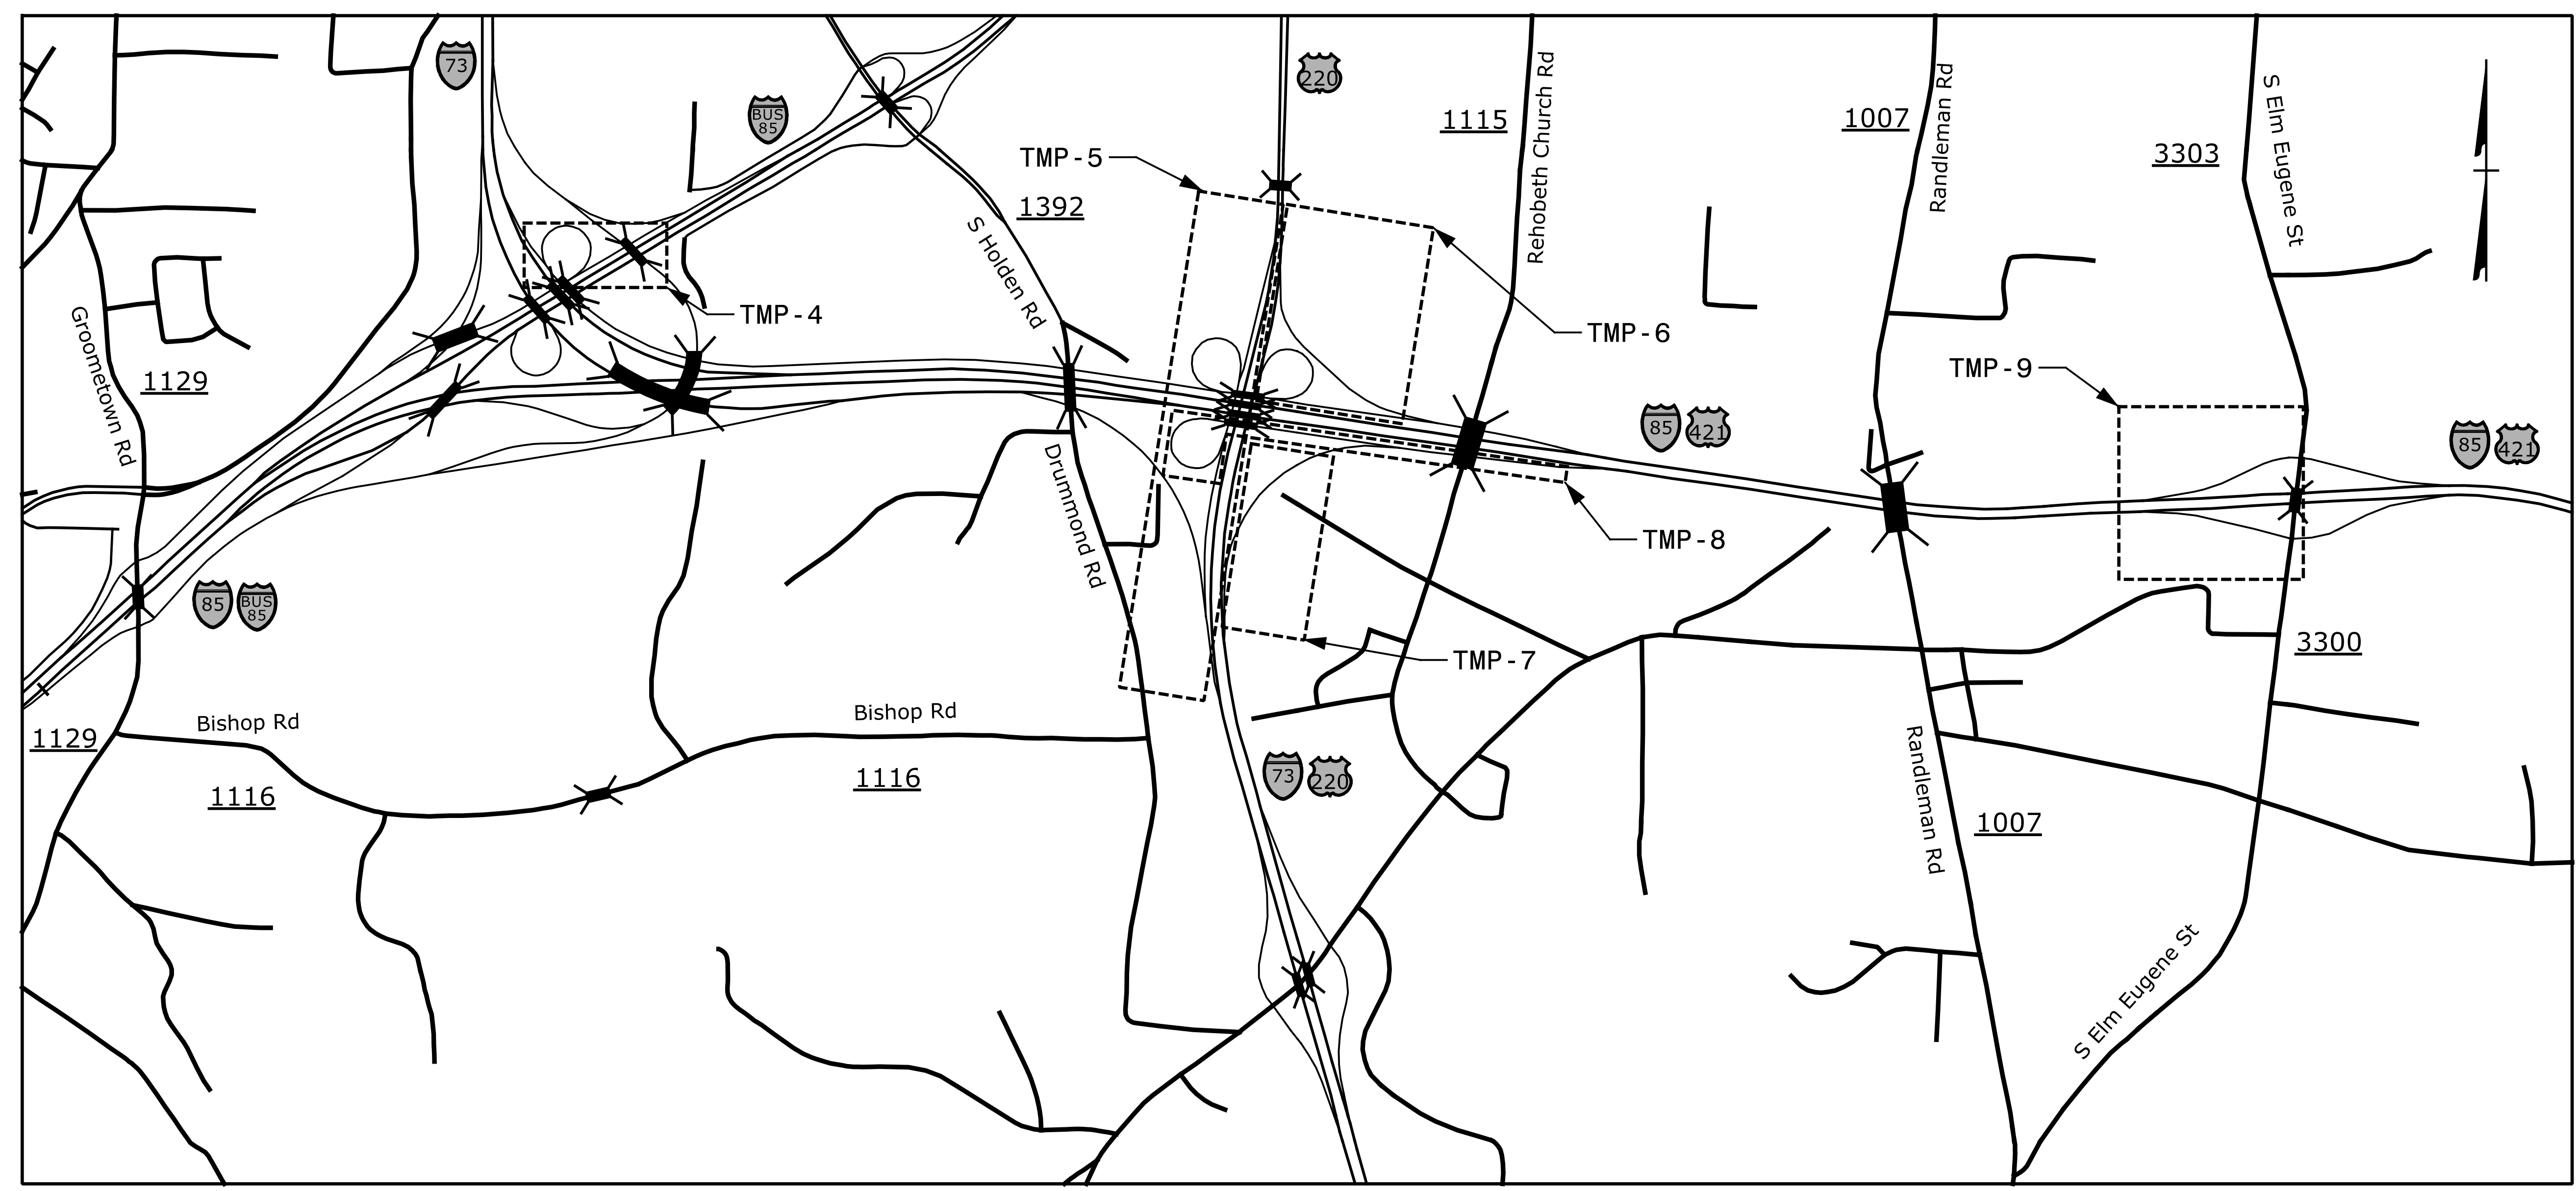 73
BUS
85
220
1115
Rehobeth Church Rd
1007
Randleman Rd
3303
S Elm Eugene St
TMP-5
1392
S Holden Rd
TMP-4
TMP-6
Groometown Rd
1129
TMP-9
85
421
85
421
Drummond Rd
TMP-8
85
BUS
85
TMP-7
3300
Bishop Rd
Bishop Rd
1129
1116
1116
73
220
Randleman Rd
1007
S Elm Eugene St